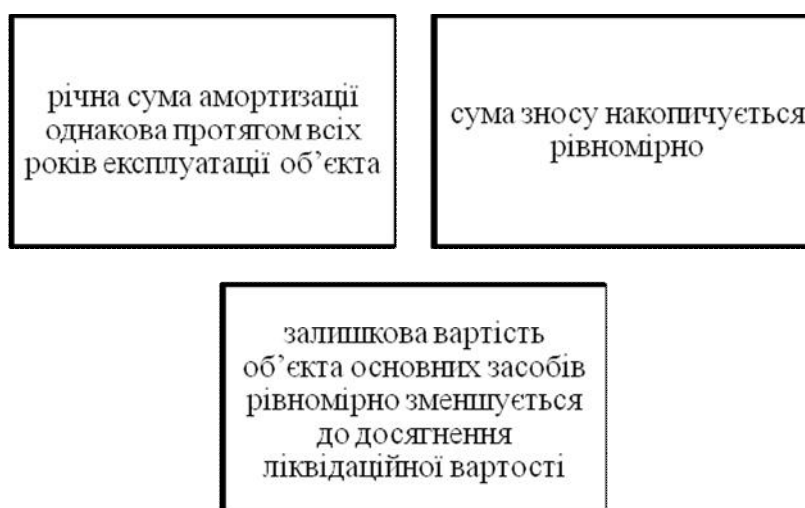 річна сума амортизації
однакова протягом всіх
років експлуатації об’єкта
сума зносу накопичується
рівномірно
залишкова вартість
об’єкта основних засобів
рівномірно зменшується
до досягнення
ліквідаційної вартості